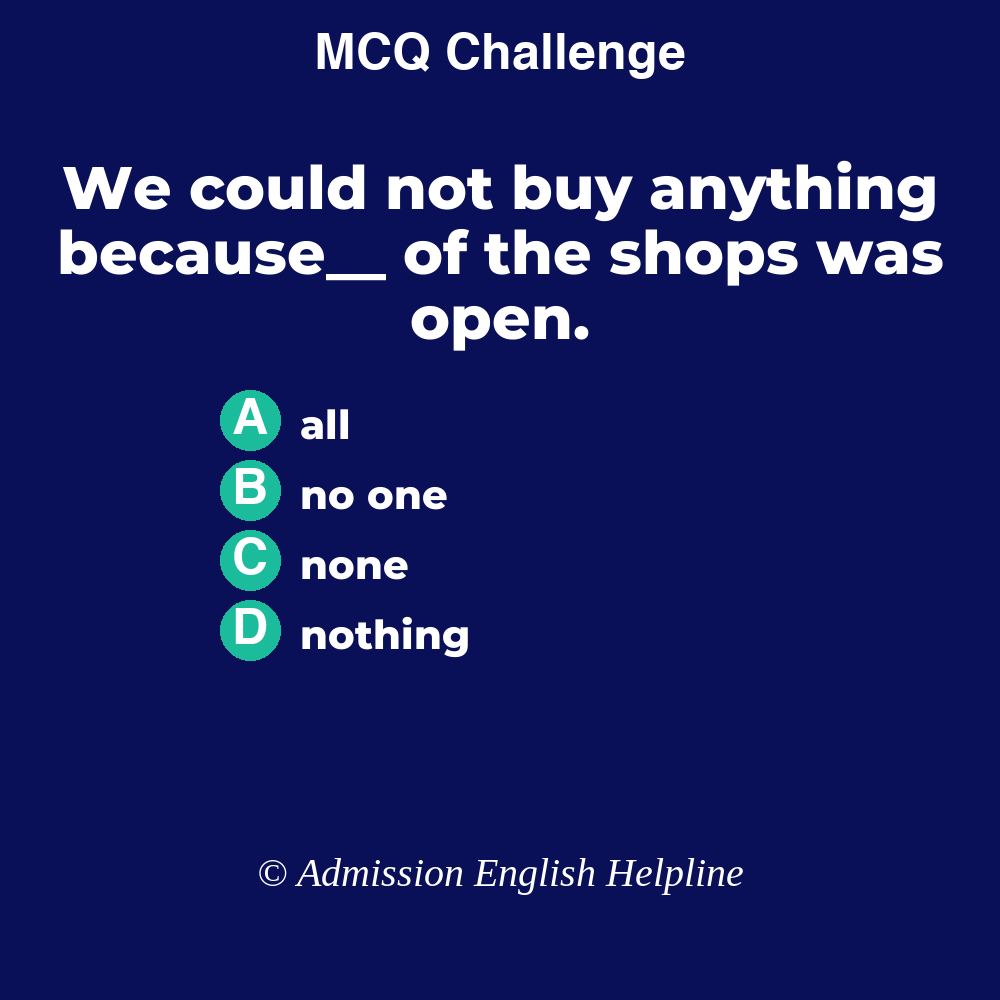 MCQ Challenge
We could not buy anything
because__ of the shops was
open.
A all
B no one
C none
D nothing
© Admission English Helpline